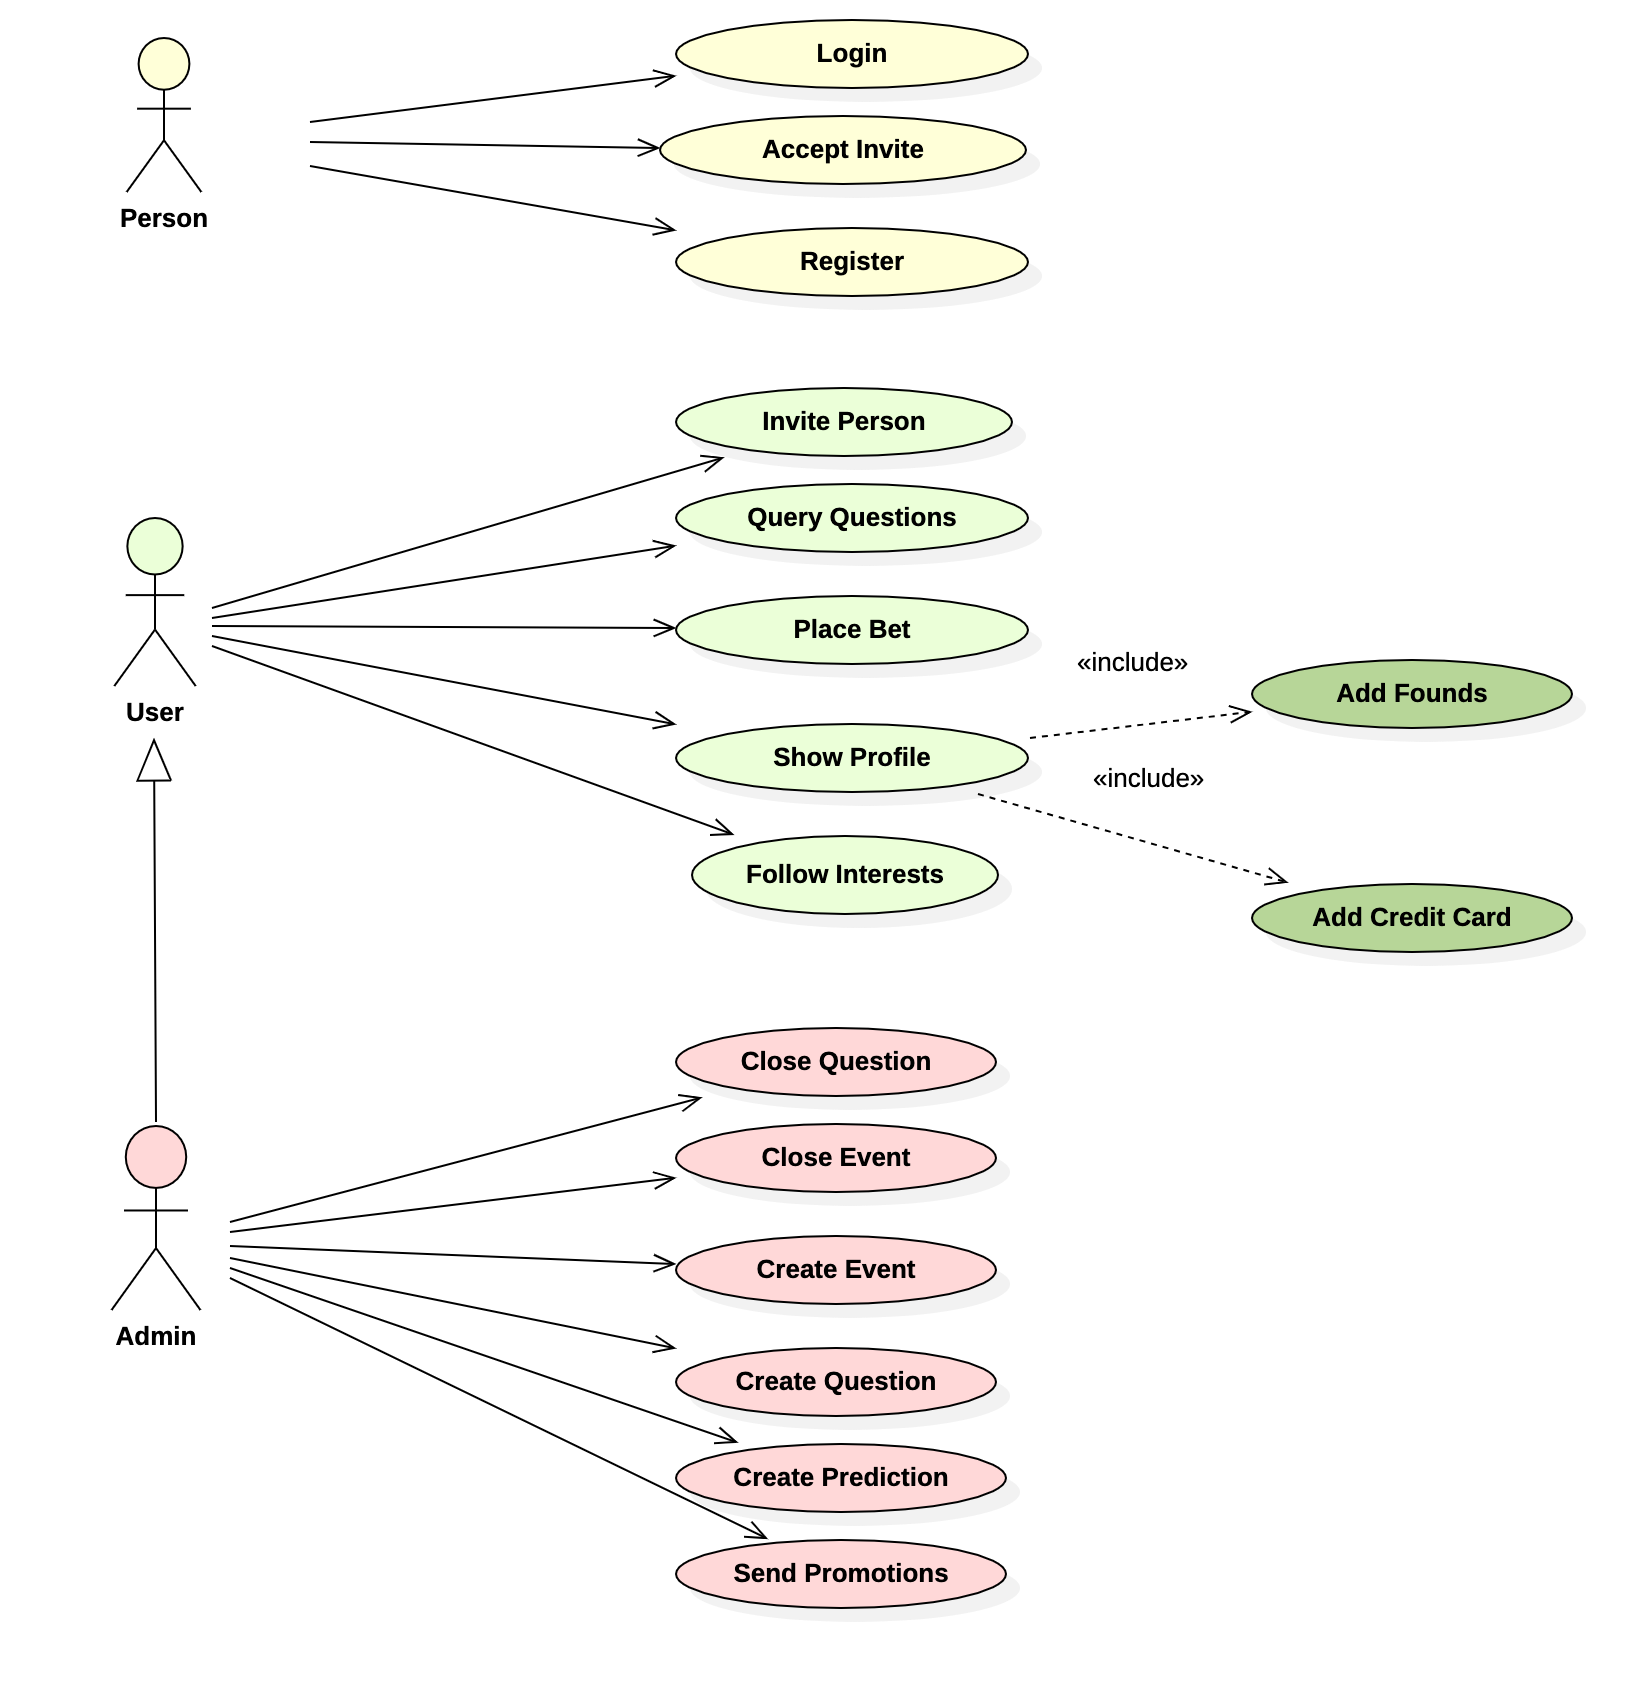 Login
Accept Invite
Person
Register
Invite Person
Query Questions
Place Bet
«include»
Add Founds
User
Show Profile
«include»
Follow Interests
Add Credit Card
Close Question
Close Event
Create Event
Admin
Create Question
Create Prediction
Send Promotions